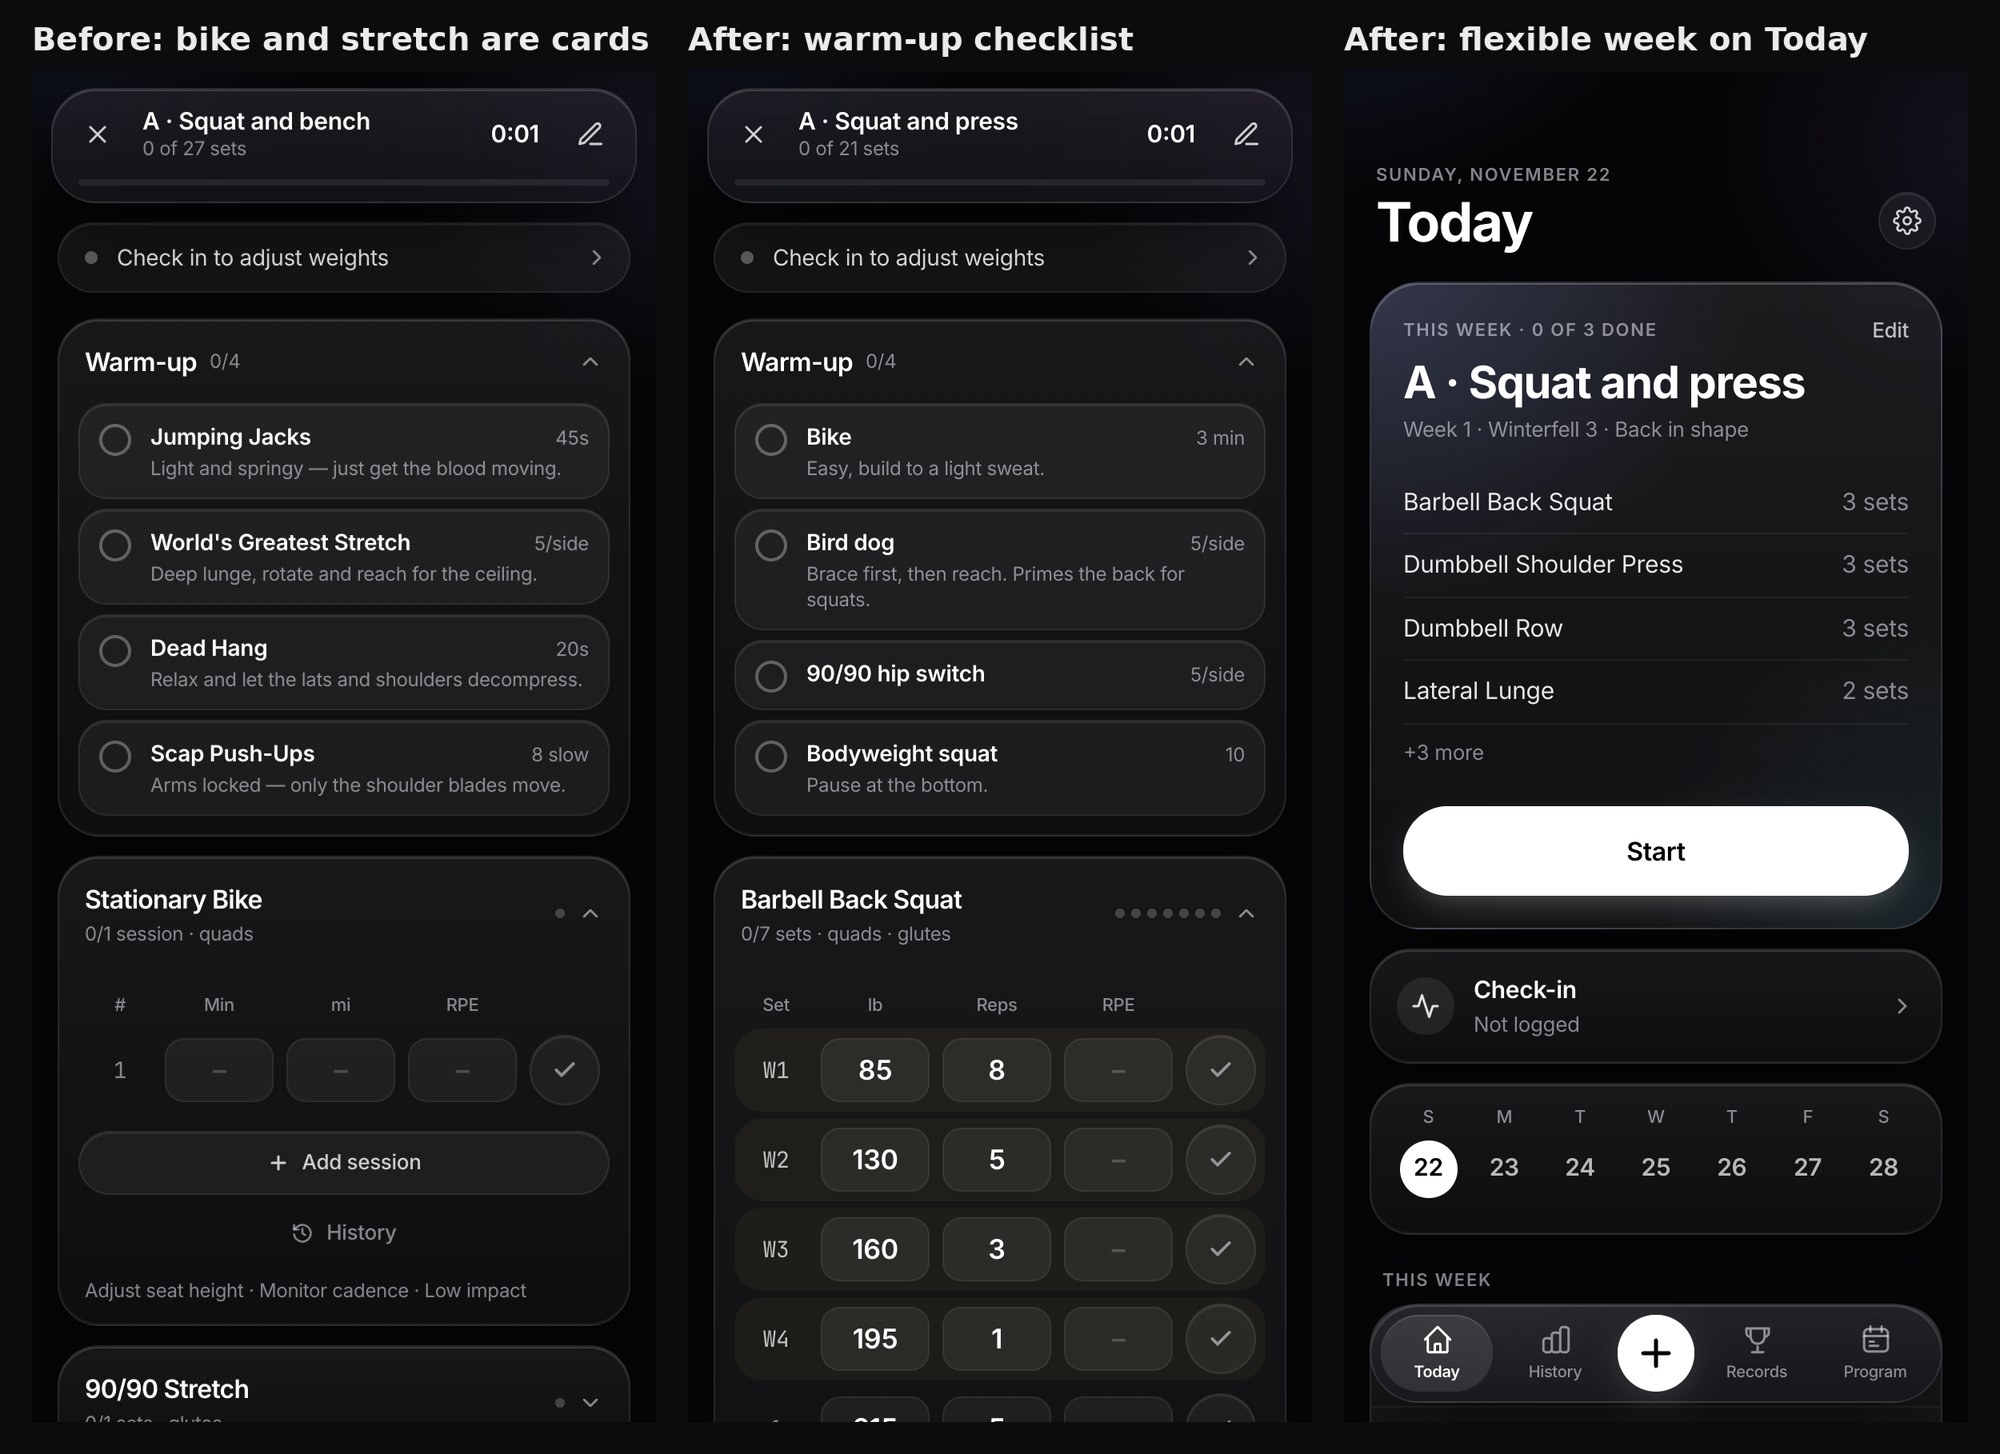 Before: bike and stretch are cards
A · Squat and bench
0 of 27 sets
0:01
Check in to adjust weights
Warm-up 0/4
Jumping Jacks 45s
Light and springy — just get the blood moving.
World's Greatest Stretch 5/side
Deep lunge, rotate and reach for the ceiling.
Dead Hang 20s
Relax and let the lats and shoulders decompress.
Scap Push-Ups 8 slow
Arms locked — only the shoulder blades move.
Stationary Bike
0/1 session · quads
# Min mi RPE
1 – – –
+ Add session
History
Adjust seat height · Monitor cadence · Low impact
90/90 Stretch
0/1 sets · glutes
After: warm-up checklist
A · Squat and press
0 of 21 sets
0:01
Check in to adjust weights
Warm-up 0/4
Bike 3 min
Easy, build to a light sweat.
Bird dog 5/side
Brace first, then reach. Primes the back for
squats.
90/90 hip switch 5/side
Bodyweight squat 10
Pause at the bottom.
Barbell Back Squat
0/7 sets · quads · glutes
Set lb Reps RPE
W1 85 8 –
W2 130 5 –
W3 160 3 –
W4 195 1 –
After: flexible week on Today
SUNDAY, NOVEMBER 22
Today
THIS WEEK · 0 OF 3 DONE Edit
A · Squat and press
Week 1 · Winterfell 3 · Back in shape
Barbell Back Squat 3 sets
Dumbbell Shoulder Press 3 sets
Dumbbell Row 3 sets
Lateral Lunge 2 sets
+3 more
Start
Check-in
Not logged
S M T W T F S
22 23 24 25 26 27 28
THIS WEEK
Today History + Records Program